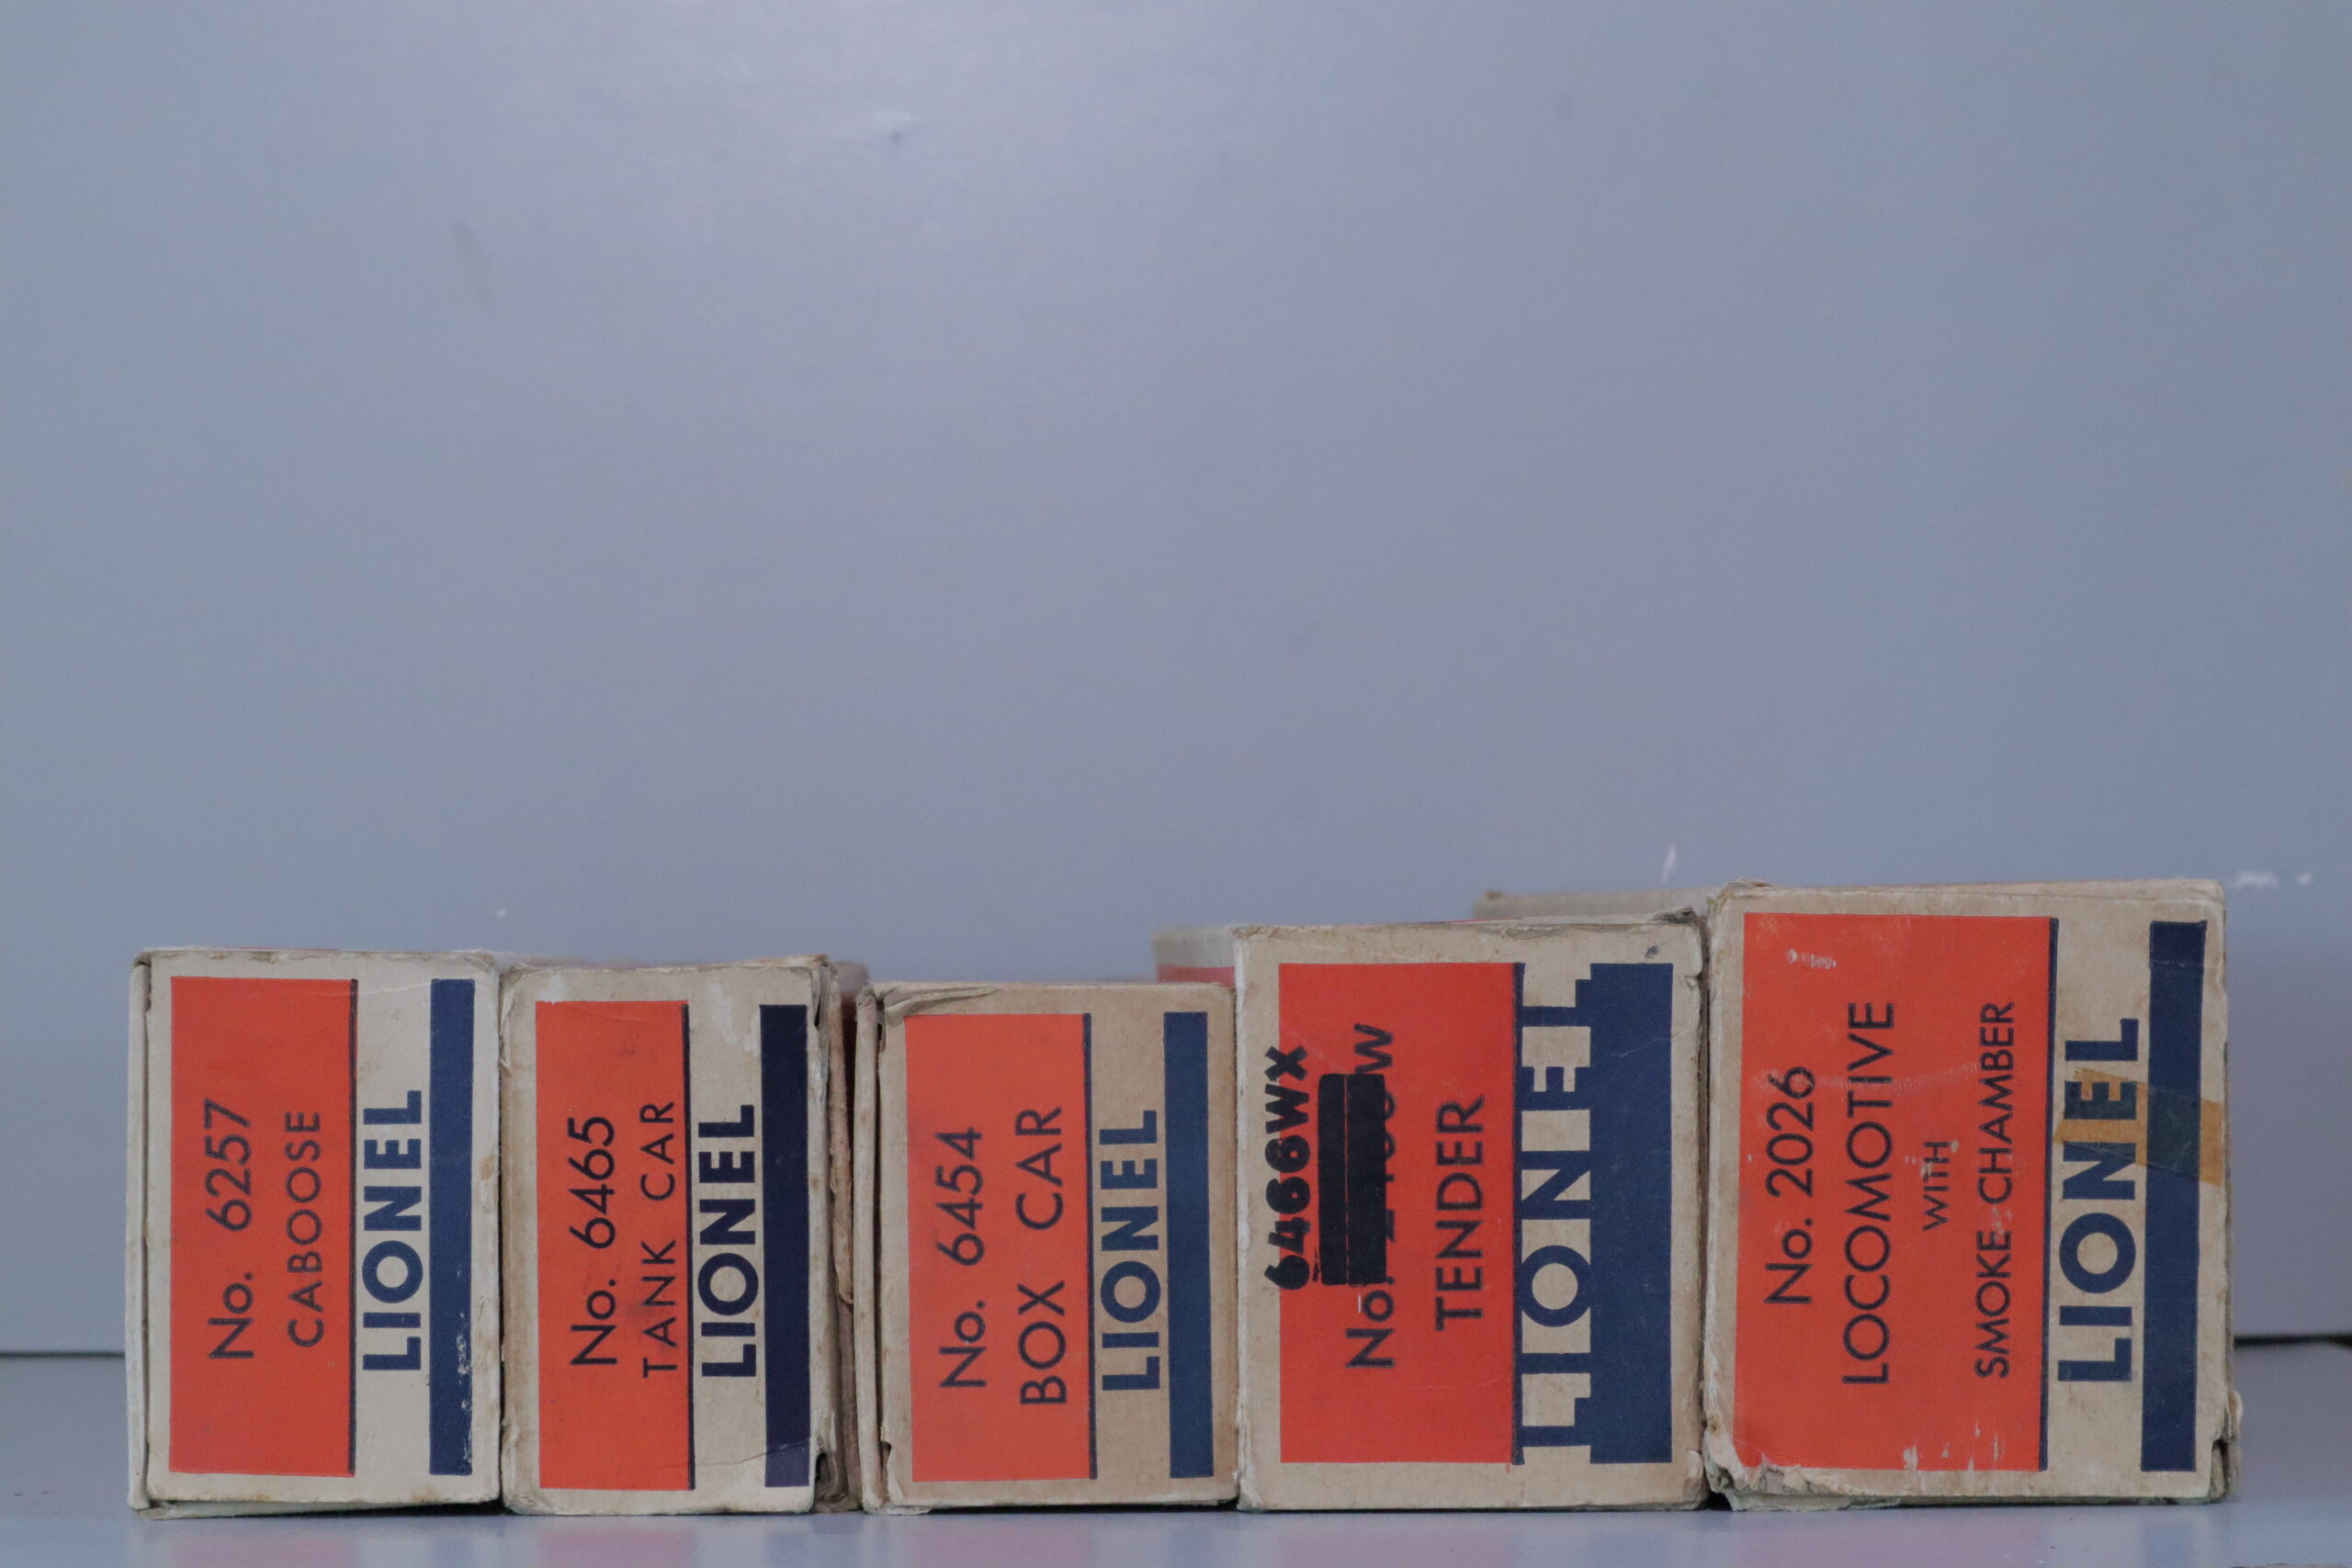 No. 6257
CABOOSE
LIONEL
No. 6465
TANK CAR
LIONEL
No. 6454
BOX CAR
LIONEL
6466WX
No. W
TENDER
LIONEL
No. 2026
LOCOMOTIVE
WITH
SMOKE CHAMBER
LIONEL